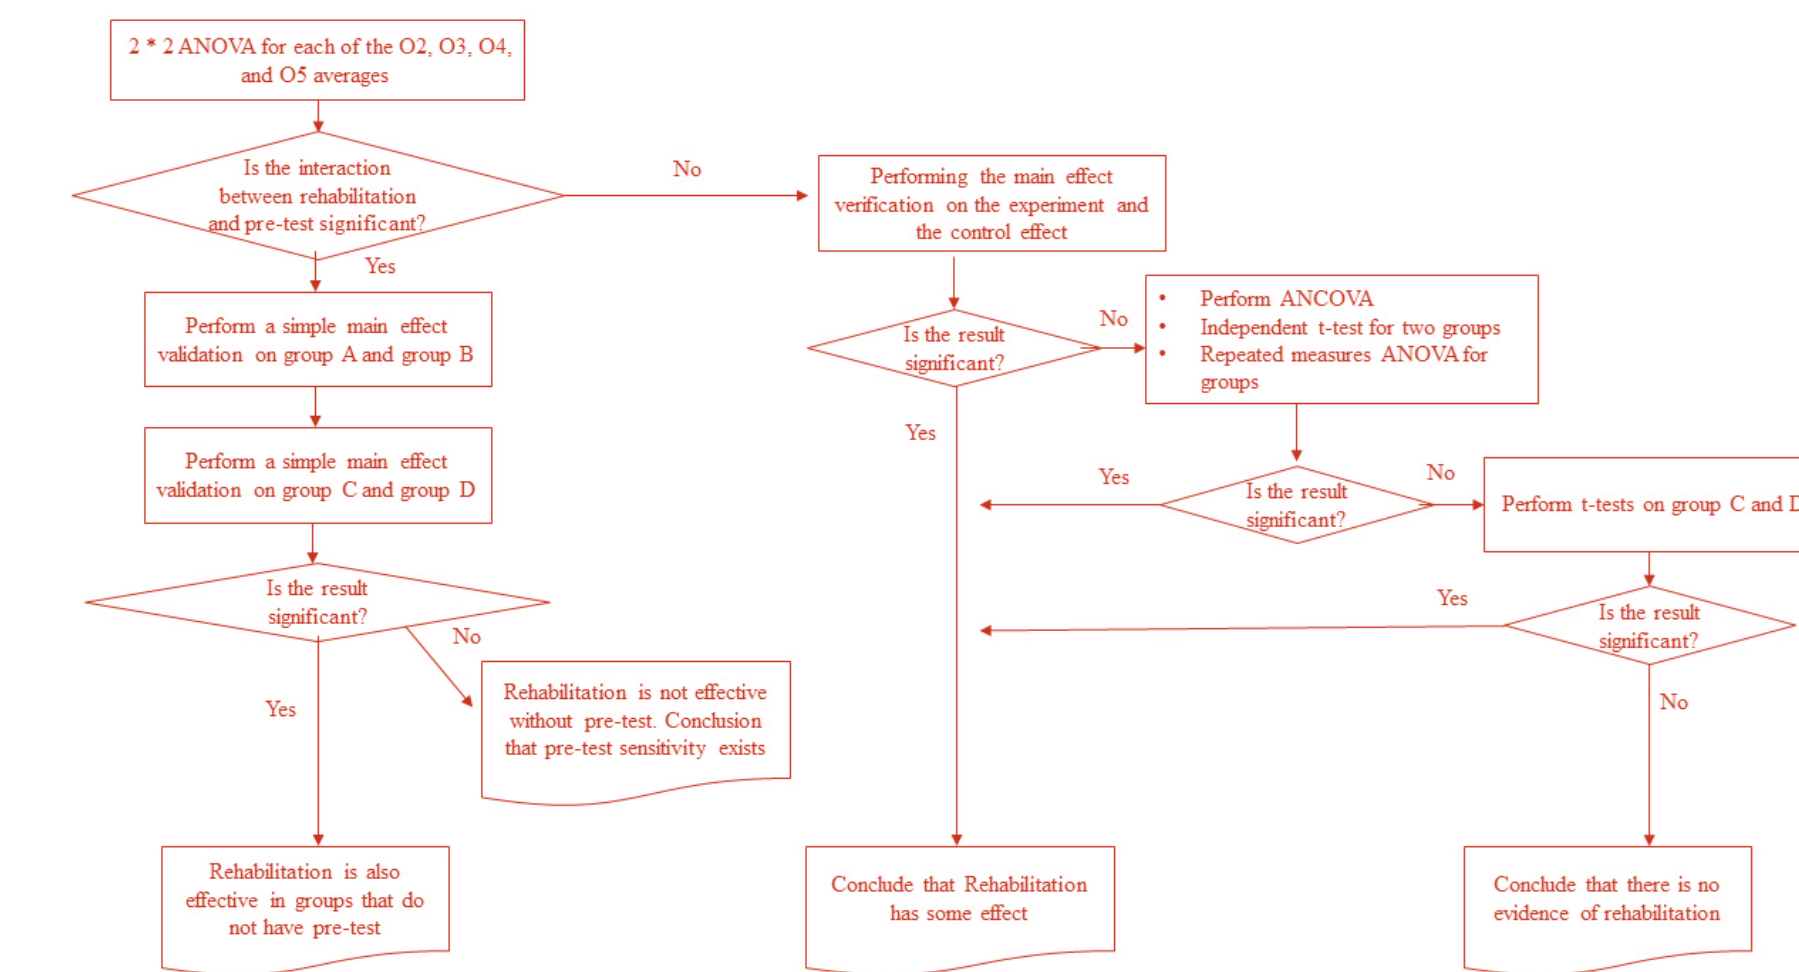 2 * 2 ANOVA for each of the O2, O3, O4,
and O5 averages
Is the interaction
between rehabilitation
and pre-test significant?
No
Performing the main effect
verification on the experiment and
the control effect
Yes
Perform a simple main effect
validation on group A and group B
Is the result
significant?
No
• Perform ANCOVA
• Independent t-test for two groups
• Repeated measures ANOVA for
groups
Yes
Perform a simple main effect
validation on group C and group D
Yes
Is the result
significant?
No
Perform t-tests on group C and D
Is the result
significant?
No
Yes
Is the result
significant?
Yes
Rehabilitation is not effective
without pre-test. Conclusion
that pre-test sensitivity exists
No
Rehabilitation is also
effective in groups that do
not have pre-test
Conclude that Rehabilitation
has some effect
Conclude that there is no
evidence of rehabilitation